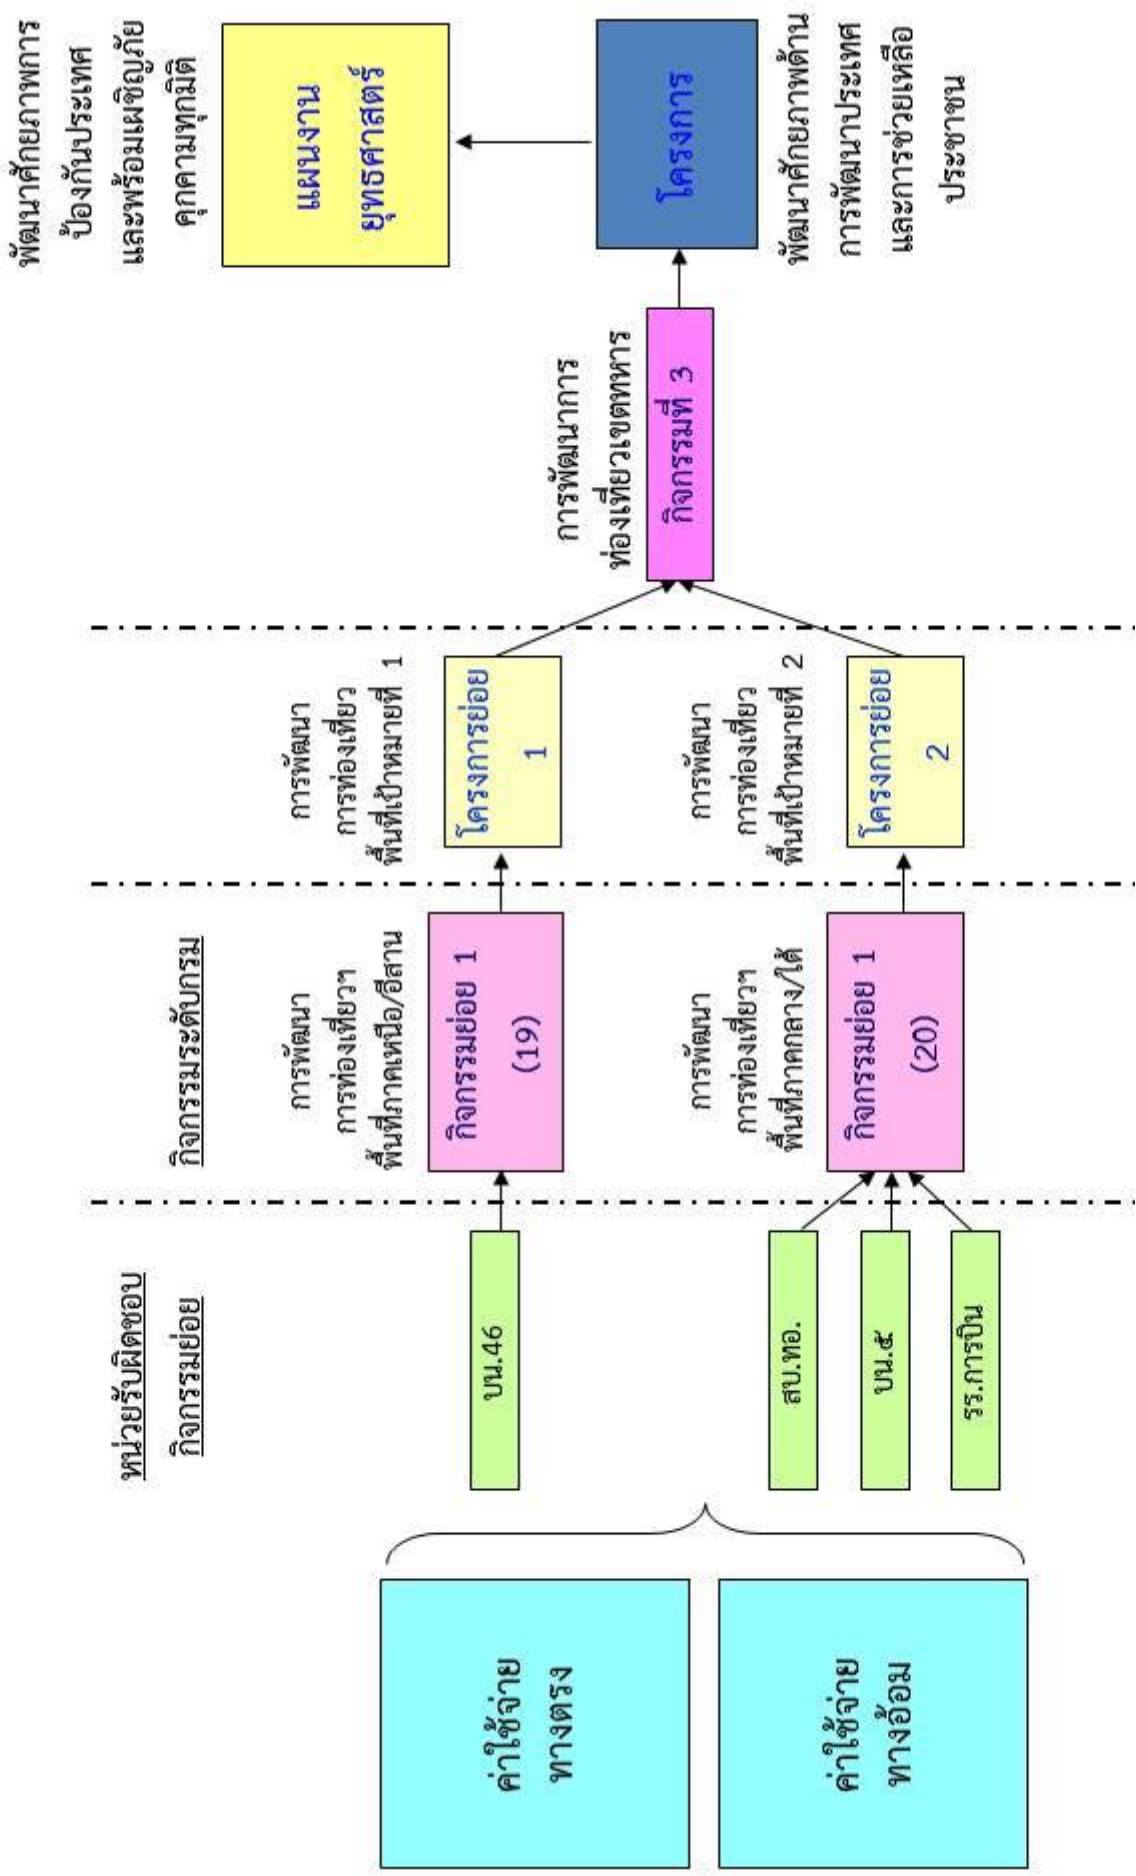 หน่วยรับผิดชอบ
กิจกรรมย่อย
กิจกรรมระดับกรม
พัฒนาศักยภาพการ
ป้องกันประเทศ
และพร้อมเผชิญภัย
คุกคามทุกมิติ
แผนงาน
ยุทธศาสตร์
ค่าใช้จ่าย
ทางตรง
ค่าใช้จ่าย
ทางอ้อม
บน.46
สบ.ทอ.
บน.๕
รร.การบิน
การพัฒนา
การท่องเที่ยวฯ
พื้นที่ภาคเหนือ/อีสาน
กิจกรรมย่อย 1
(19)
การพัฒนา
การท่องเที่ยวฯ
พื้นที่ภาคกลาง/ใต้
กิจกรรมย่อย 1
(20)
การพัฒนา
การท่องเที่ยว
พื้นที่เป้าหมายที่ 1
โครงการย่อย
1
การพัฒนา
การท่องเที่ยว
พื้นที่เป้าหมายที่ 2
โครงการย่อย
2
การพัฒนาการ
ท่องเที่ยวเขตทหาร
กิจกรรมที่ 3
โครงการ
พัฒนาศักยภาพด้าน
การพัฒนาประเทศ
และการช่วยเหลือ
ประชาชน